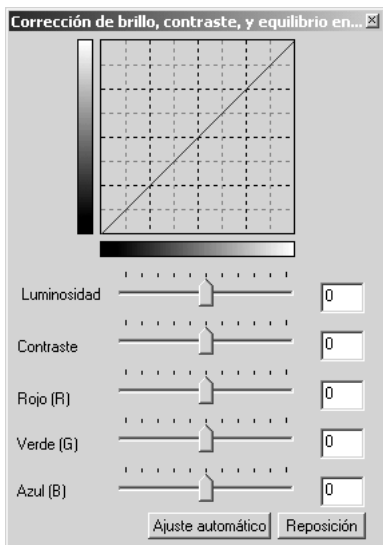 Corrección de brillo, contraste, y equilibrio en...
Luminosidad 0
Contraste 0
Rojo (R) 0
Verde (G) 0
Azul (B) 0
Ajuste automático Reposición